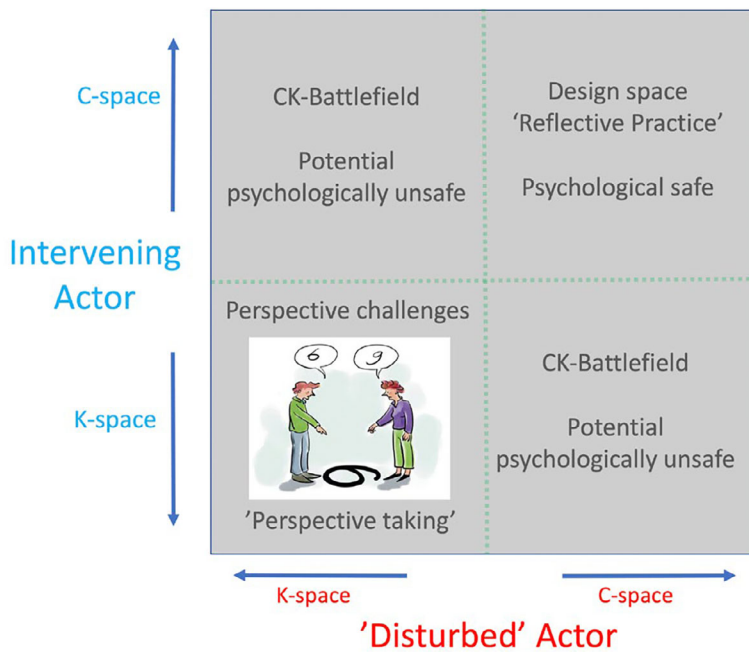 C-space
Intervening
Actor
K-space
CK-Battlefield
Potential
psychologically unsafe
Design space
‘Reflective Practice’
Psychological safe
Perspective challenges
6
9
6
’Perspective taking’
CK-Battlefield
Potential
psychologically unsafe
K-space
C-space
’Disturbed’ Actor